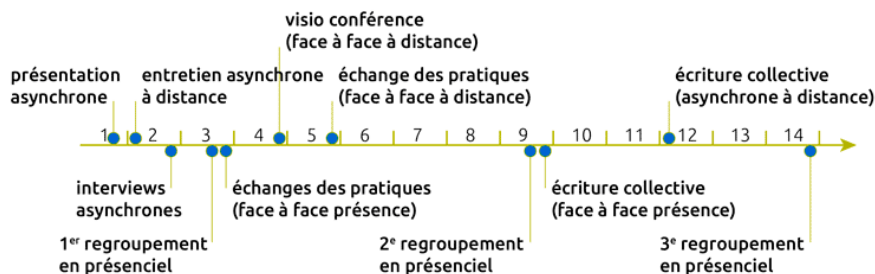 visio conférence
(face à face à distance)
présentation
asynchrone
entretien asynchrone
à distance
échange des pratiques
(face à face à distance)
écriture collective
(asynchrone à distance)
1 2 3 4 5 6 7 8 9 10 11 12 13 14
interviews
asynchrones
échanges des pratiques
(face à face présence)
écriture collective
(face à face présence)
1er regroupement
en présenciel
2e regroupement
en présenciel
3e regroupement
en présenciel